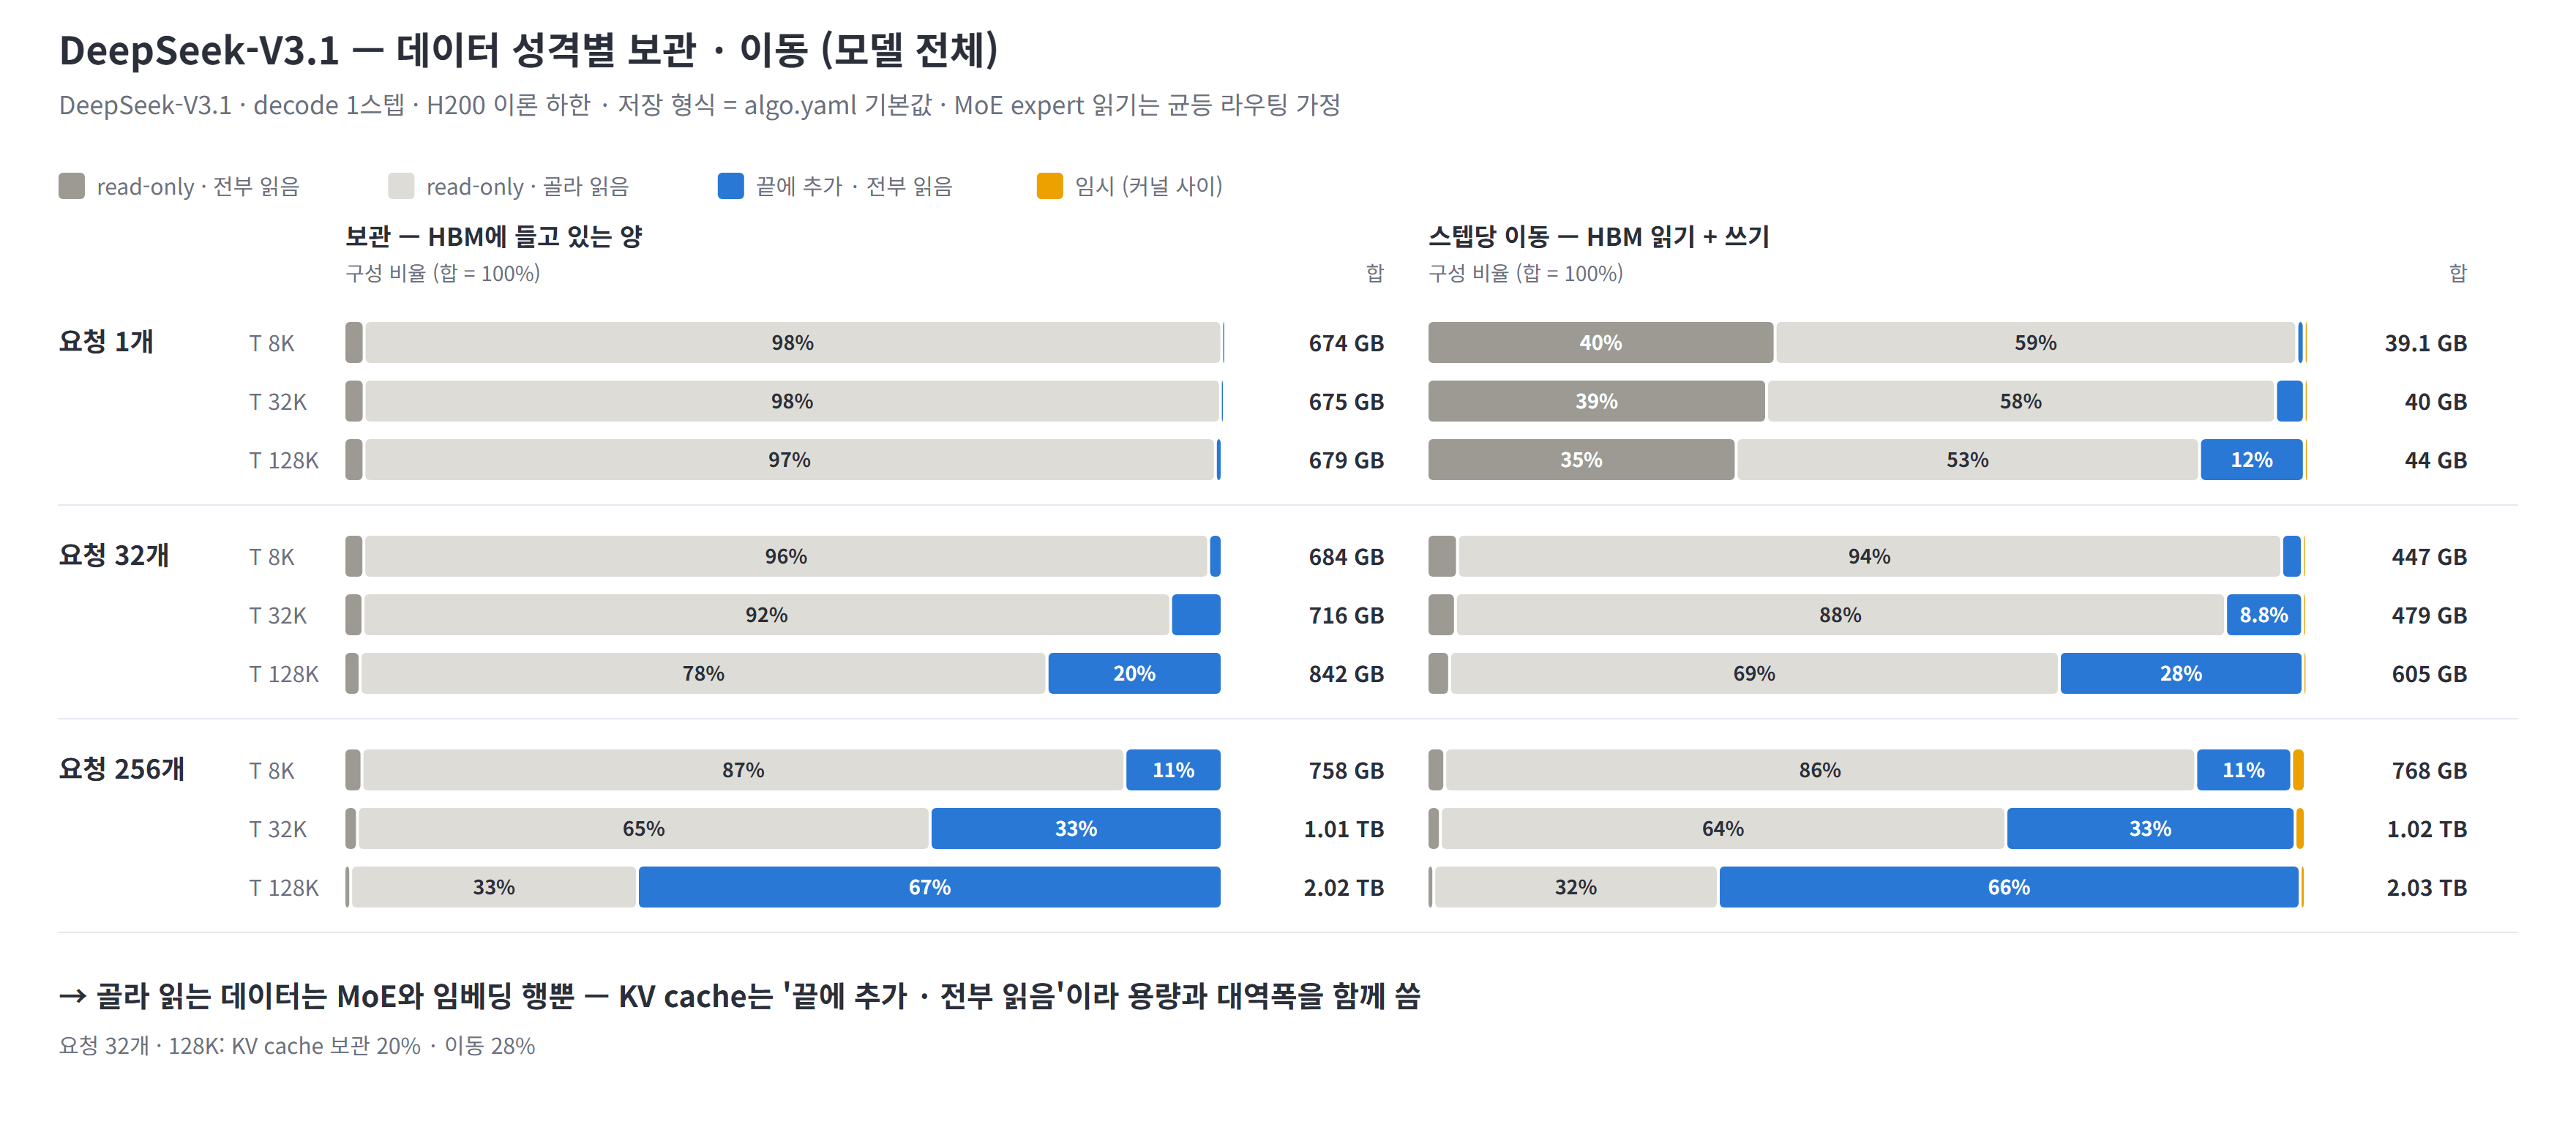 DeepSeek-V3.1 — 데이터 성격별 보관 · 이동 (모델 전체)
DeepSeek-V3.1 · decode 1스텝 · H200 이론 하한 · 저장 형식 = algo.yaml 기본값 · MoE expert 읽기는 균등 라우팅 가정
read-only · 전부 읽음 read-only · 골라 읽음 끝에 추가 · 전부 읽음 임시 (커널 사이)
보관 — HBM에 들고 있는 양 스텝당 이동 — HBM 읽기 + 쓰기
구성 비율 (합 = 100%) 합 구성 비율 (합 = 100%) 합
요청 1개 T 8K 98% 674 GB 40% 59% 39.1 GB
T 32K 98% 675 GB 39% 58% 40 GB
T 128K 97% 679 GB 35% 53% 12% 44 GB
요청 32개 T 8K 96% 684 GB 94% 447 GB
T 32K 92% 716 GB 88% 8.8% 479 GB
T 128K 78% 20% 842 GB 69% 28% 605 GB
요청 256개 T 8K 87% 11% 758 GB 86% 11% 768 GB
T 32K 65% 33% 1.01 TB 64% 33% 1.02 TB
T 128K 33% 67% 2.02 TB 32% 66% 2.03 TB
→ 골라 읽는 데이터는 MoE와 임베딩 행뿐 — KV cache는 '끝에 추가 · 전부 읽음'이라 용량과 대역폭을 함께 씀
요청 32개 · 128K: KV cache 보관 20% · 이동 28%